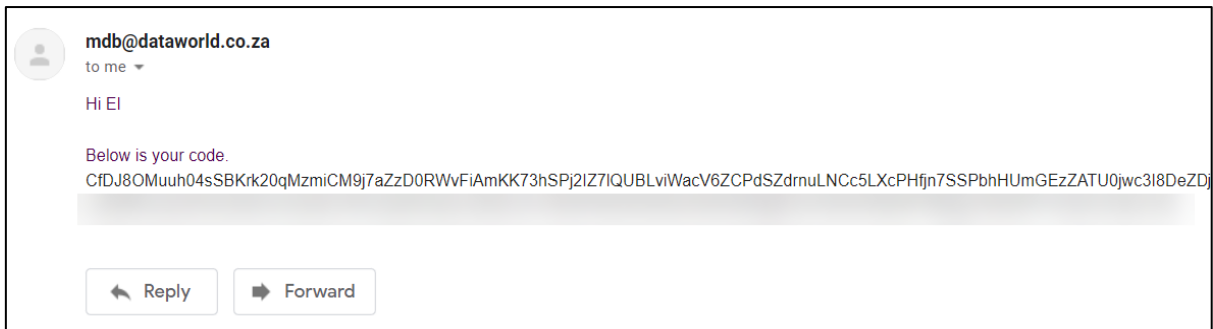 mdb@dataworld.co.za
to me
Hi El
Below is your code.
CfDJ8OMuuh04sSBKrk20qMzmiCM9j7aZzD0RWvFiAmKK73hSPj2IZ7lQUBLviWacV6ZCPdSZdrnuLNCc5LXcPHfjn7SSPbhHUmGEzZATU0jwc3I8DeZDj
Reply
Forward